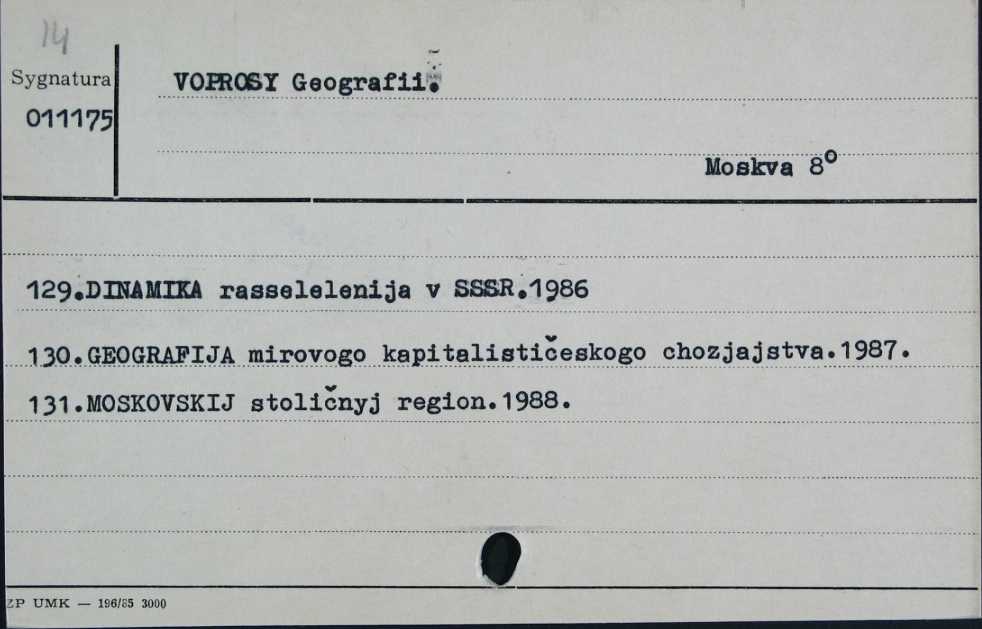 14
Sygnatura
011175
VOPROSY Geografii.
Moskva 8°
129.DINAMIKA rasselelenija v SSSR.1986
130.GEOGRAFIJA mirovogo kapitalističeskogo chozjajstva.1987.
131.MOSKOVSKIJ stoličnyj region.1988.
ZP UMK — 196/85 3000